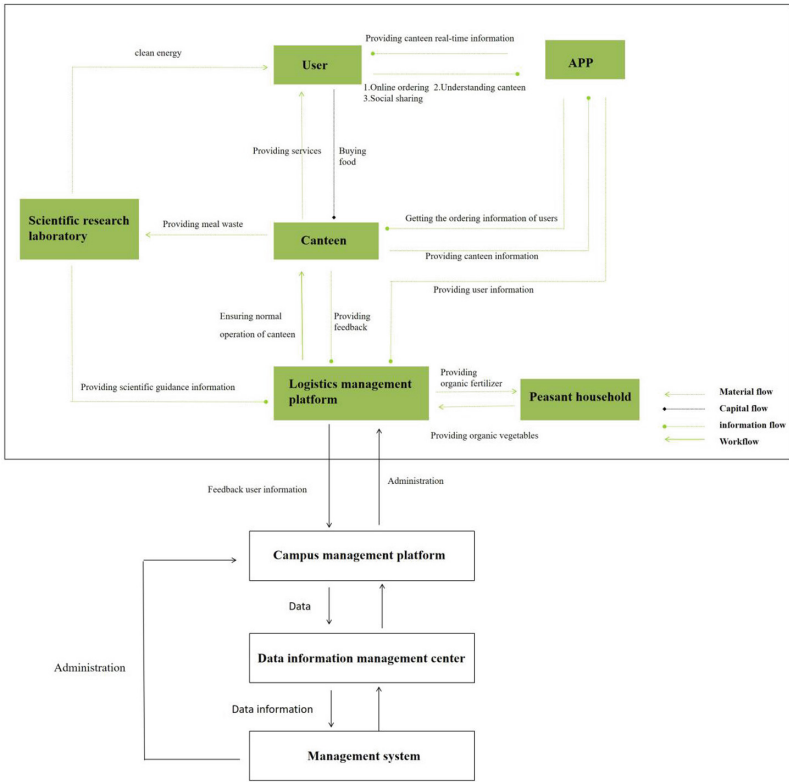 Providing canteen real-time information
clean energy
User
APP
1.Online ordering 2.Understanding canteen
3.Social sharing
Providing services
Buying
food
Scientific research
laboratory
Providing meal waste
Getting the ordering information of users
Canteen
Providing canteen information
Providing user information
Ensuring normal
operation of canteen
Providing
feedback
Providing scientific guidance information
Logistics management
platform
Providing
organic fertilizer
Peasant household
Providing organic vegetables
Material flow
Capital flow
information flow
Workflow
Feedback user information
Administration
Campus management platform
Data
Data information management center
Administration
Data information
Management system